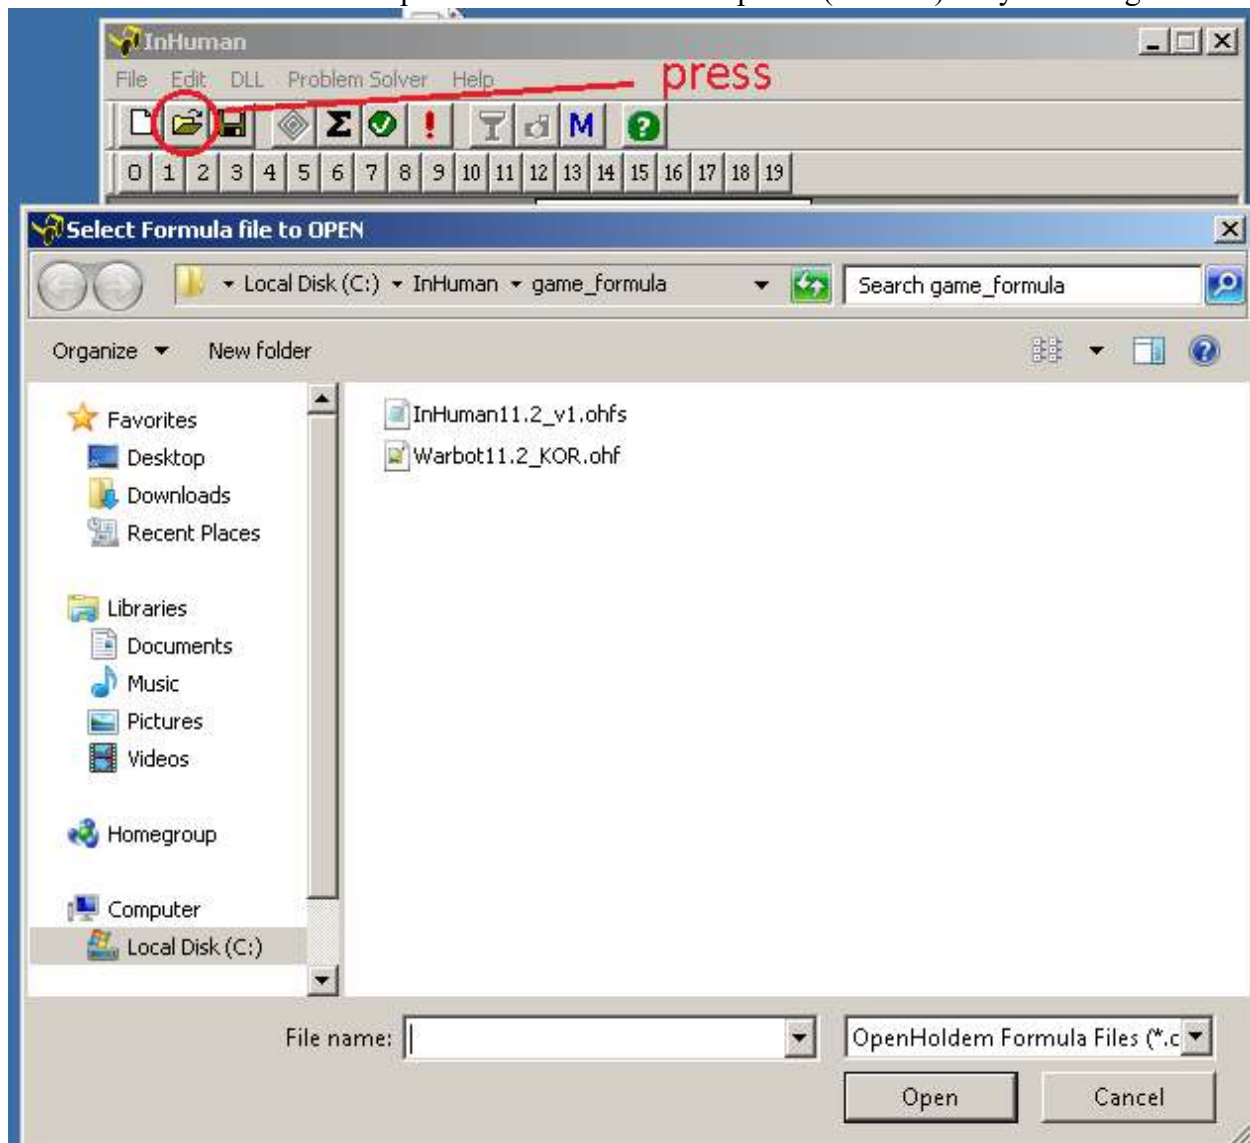 InHuman
File Edit DLL Problem Solver Help
press
Σ ! M ?
0 1 2 3 4 5 6 7 8 9 10 11 12 13 14 15 16 17 18 19
Select Formula file to OPEN
Local Disk (C:) InHuman game_formula Search game_formula
Organize New folder
Favorites
Desktop
Downloads
Recent Places
Libraries
Documents
Music
Pictures
Videos
Homegroup
Computer
Local Disk (C:)
InHuman11.2_v1.ohfs
Warbot11.2_KOR.ohf
File name: OpenHoldem Formula Files (*.c
Open Cancel